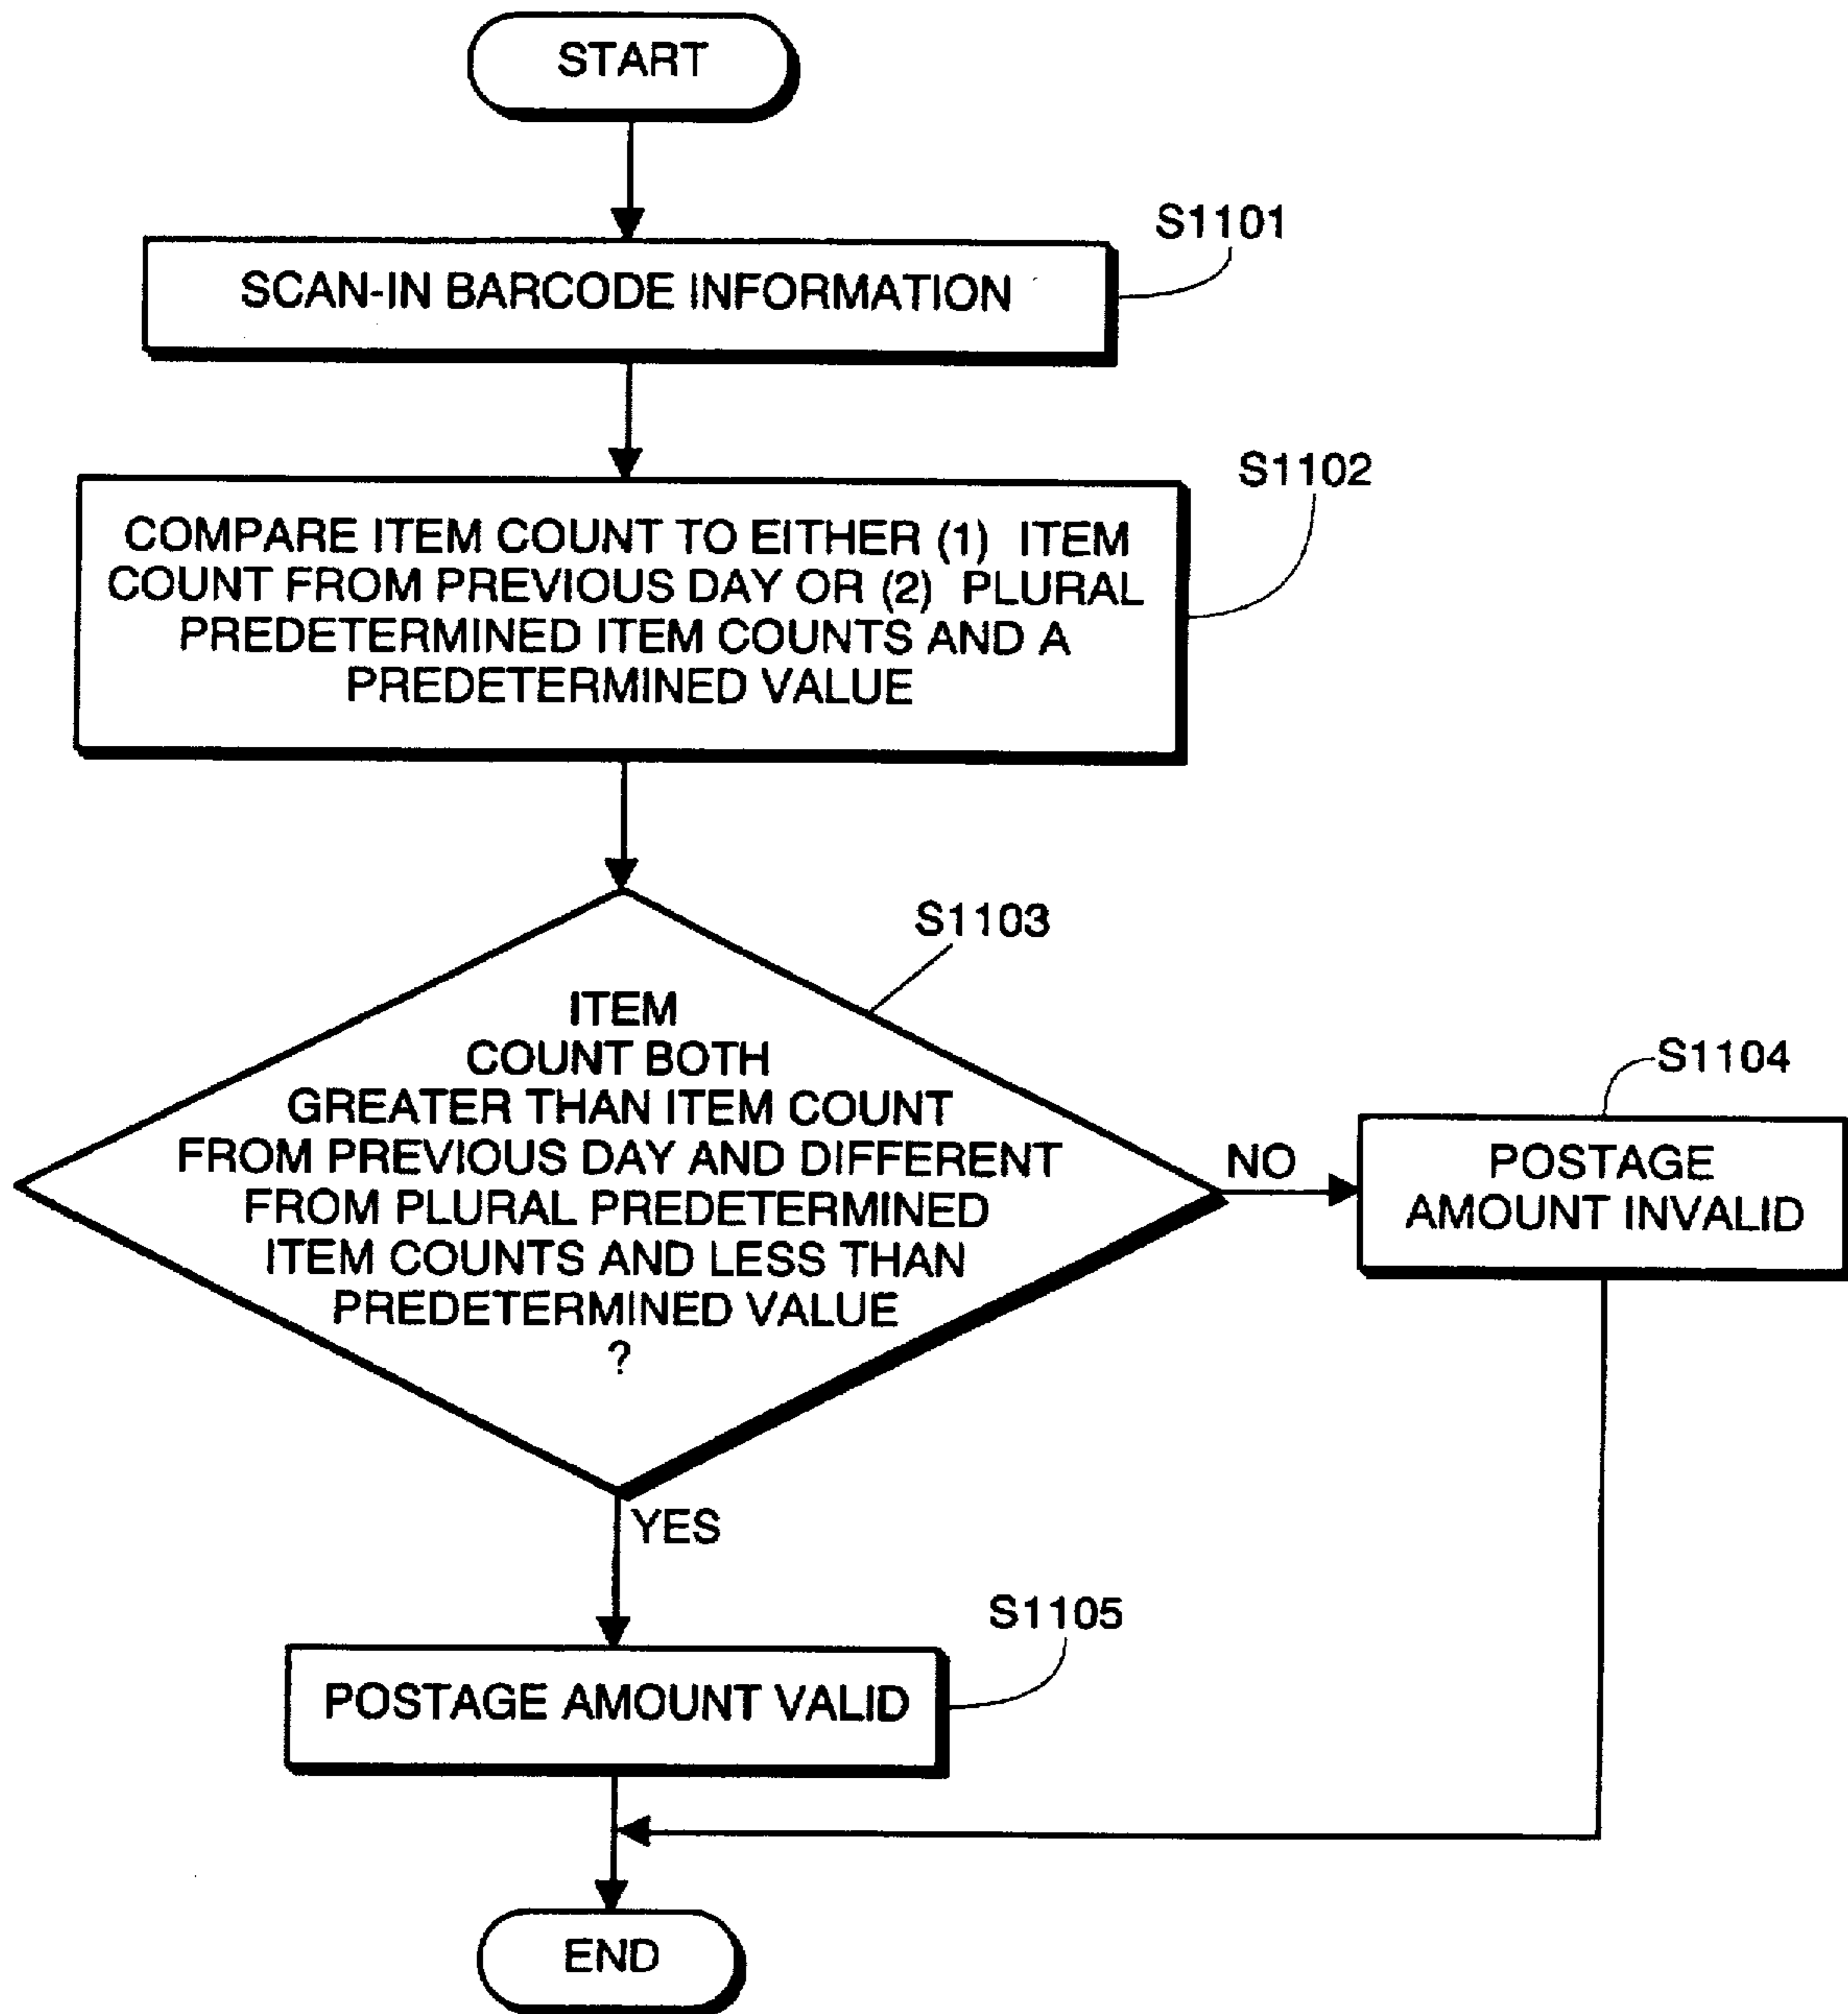 START
S1101
SCAN-IN BARCODE INFORMATION
S1102
COMPARE ITEM COUNT TO EITHER (1) ITEM
COUNT FROM PREVIOUS DAY OR (2) PLURAL
PREDETERMINED ITEM COUNTS AND A
PREDETERMINED VALUE
S1103
ITEM
COUNT BOTH
GREATER THAN ITEM COUNT
FROM PREVIOUS DAY AND DIFFERENT
FROM PLURAL PREDETERMINED
ITEM COUNTS AND LESS THAN
PREDETERMINED VALUE
?
NO
S1104
POSTAGE
AMOUNT INVALID
YES
S1105
POSTAGE AMOUNT VALID
END